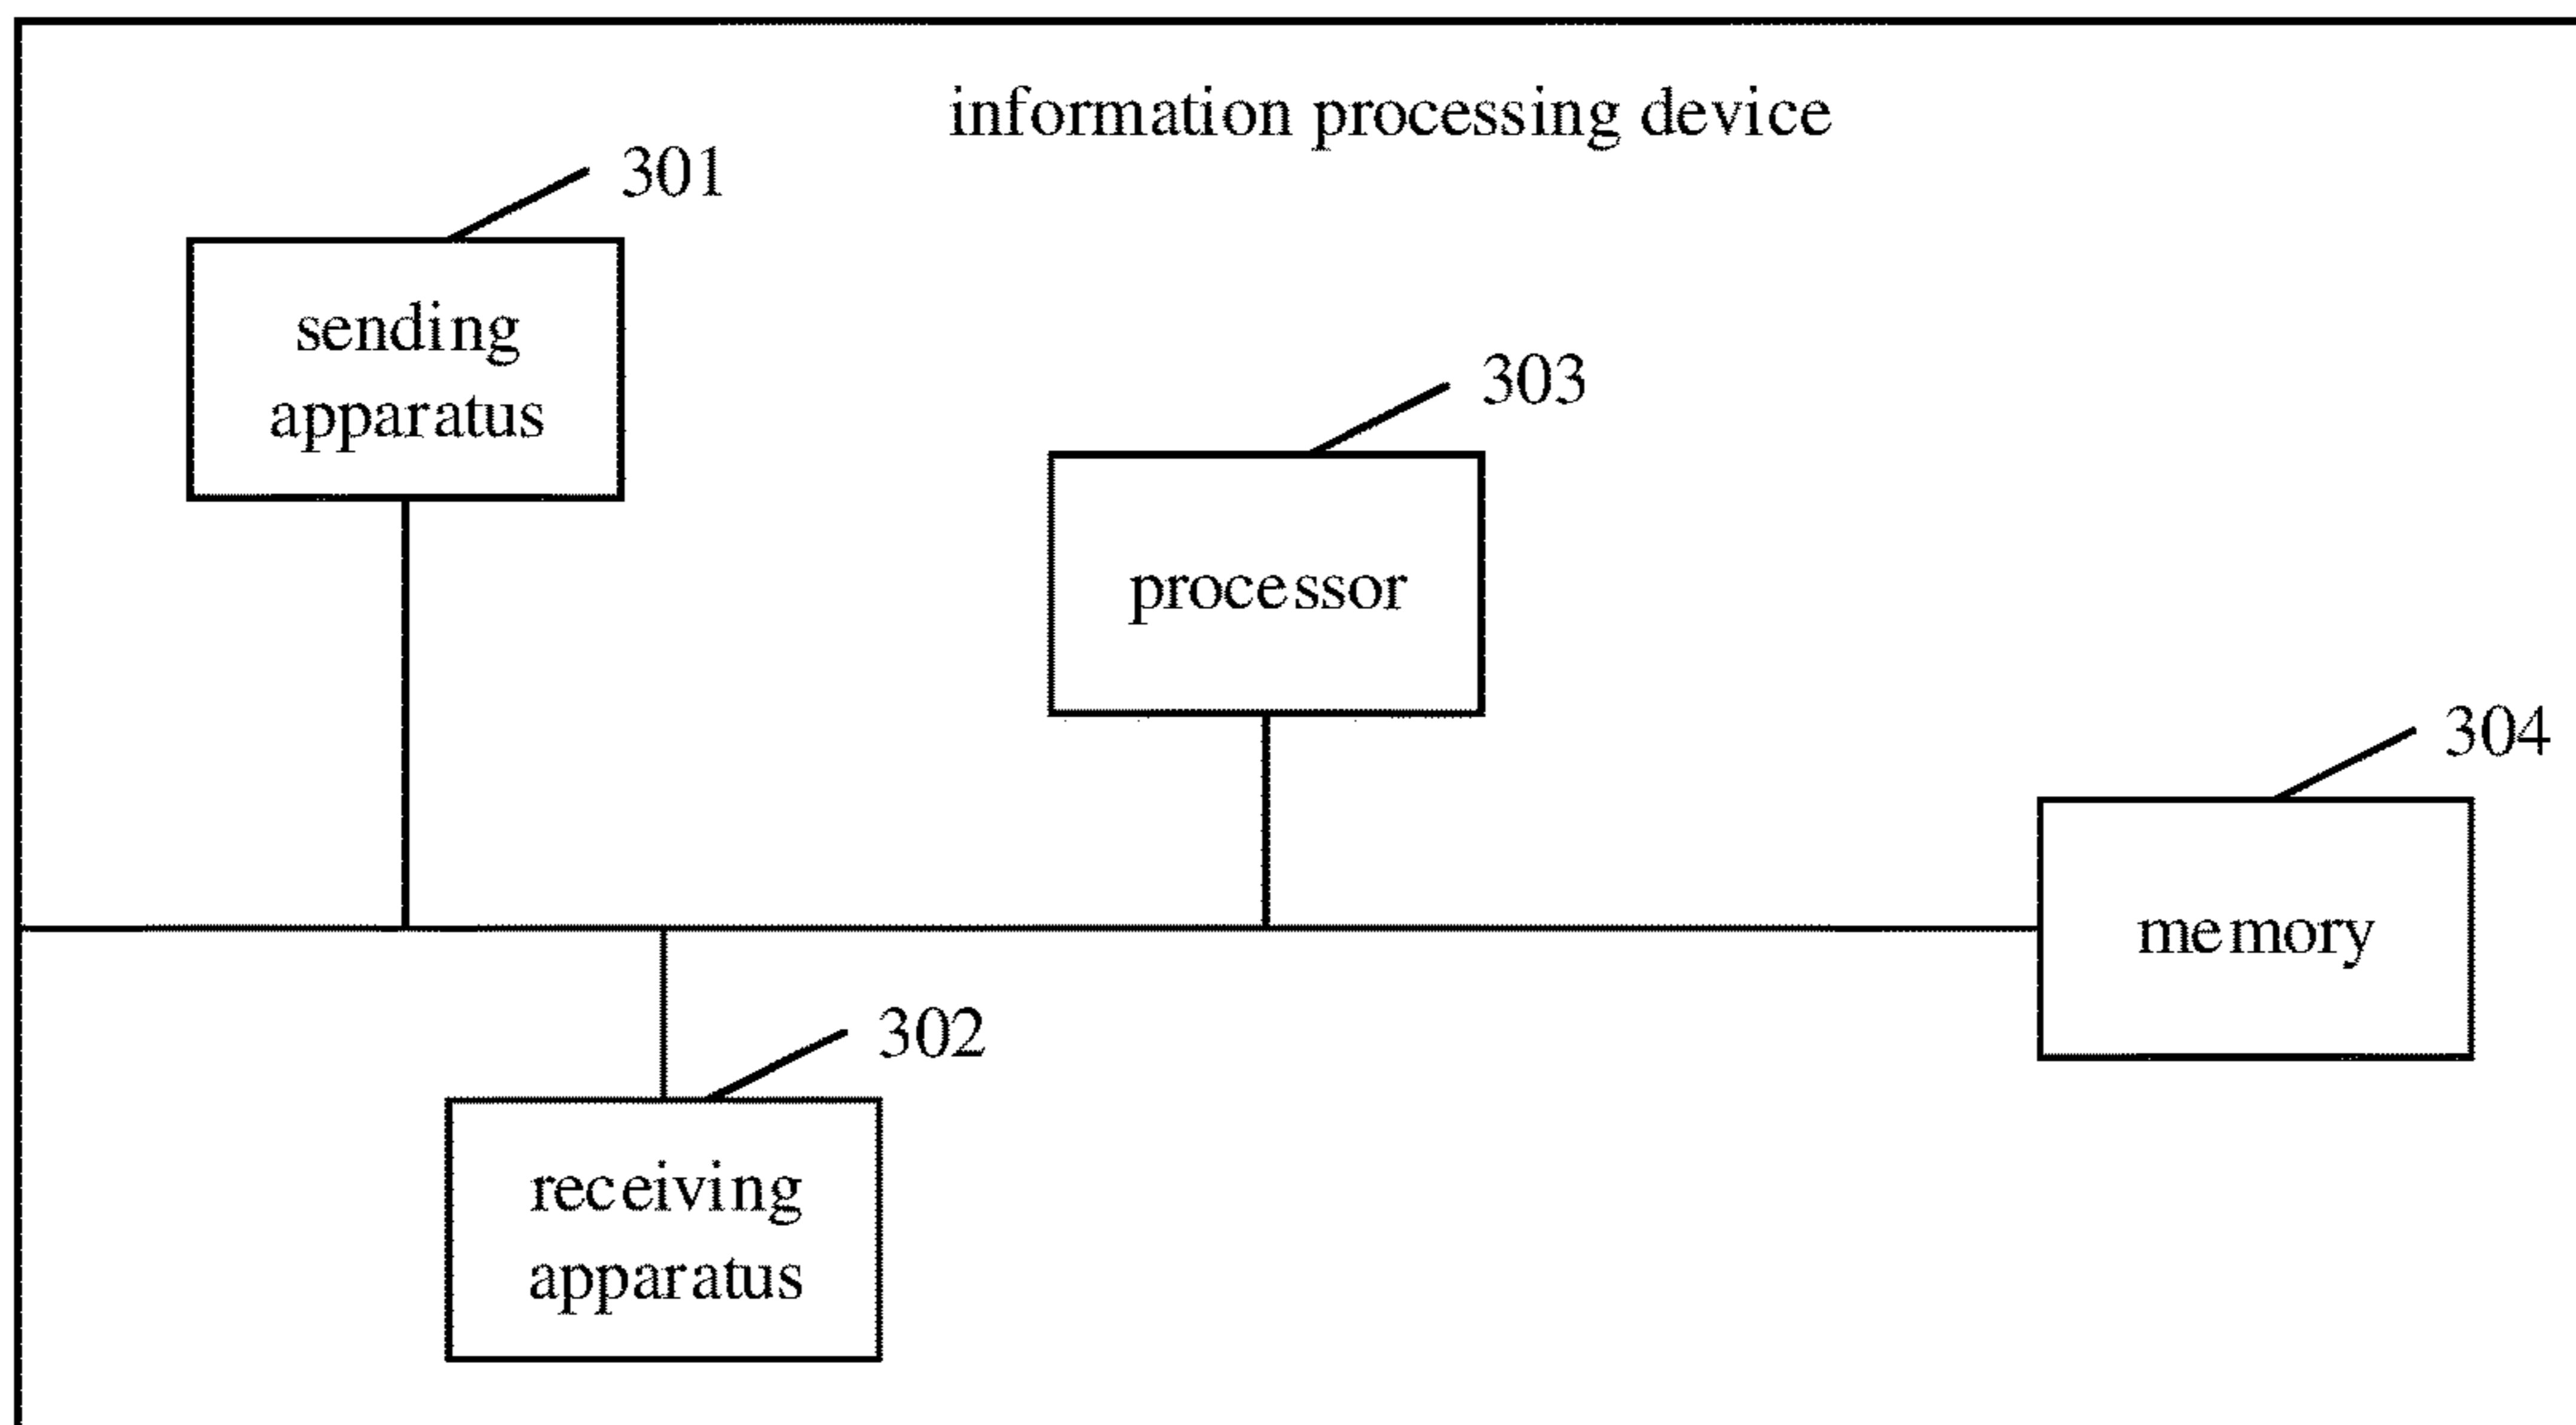 information processing device
301
sending
apparatus
303
processor
304
memory
302
receiving
apparatus